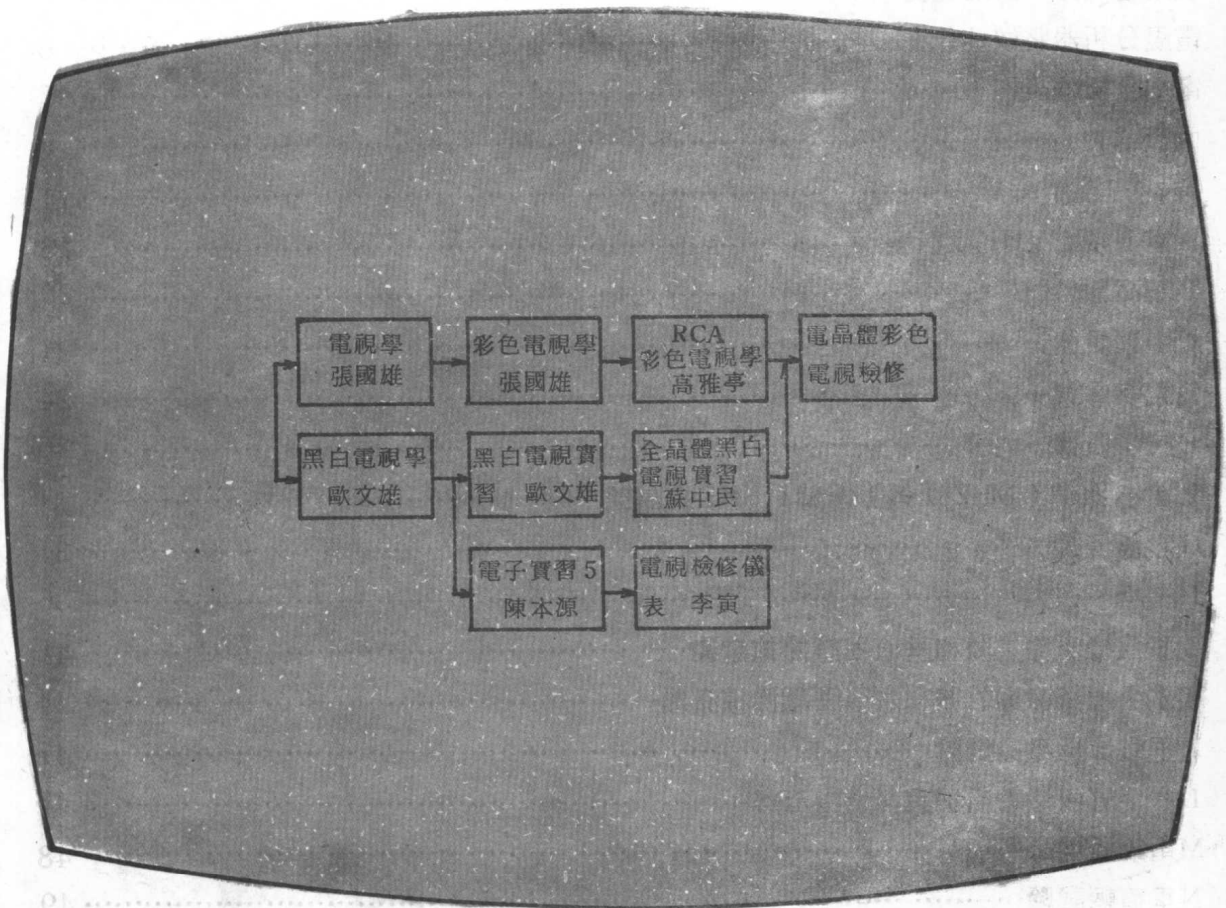 電視學
張國雄
彩色電視學
張國雄
RCA
彩色電視學
高雅亭
電晶體彩色
電視檢修
黑白電視學
歐文雄
黑白電視實
習 歐文雄
全晶體黑白
電視實習
蘇中民
電子實習5
陳本源
電視檢修儀
表 李寅
48
49